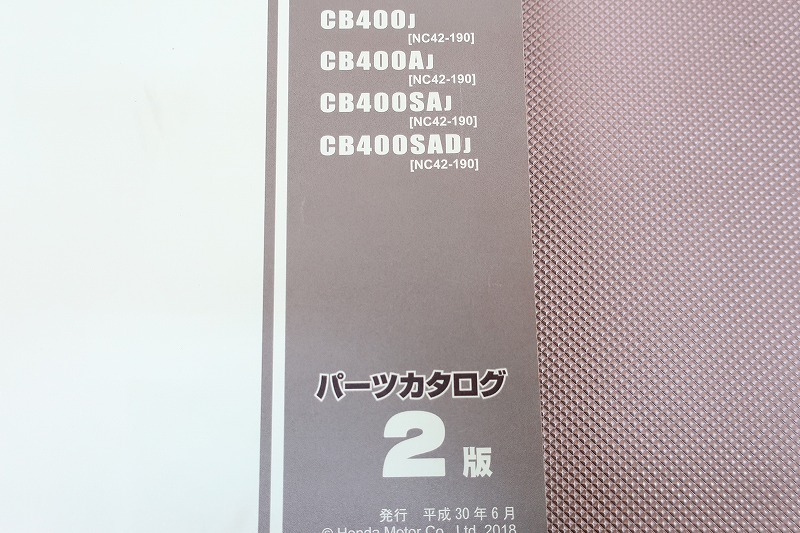 CB400J
[NC42-190]
CB400AJ
[NC42-190]
CB400SAJ
[NC42-190]
CB400SADJ
[NC42-190]
パーツカタログ
2版
発行 平成30年6月
© Honda Motor Co., Ltd. 2018